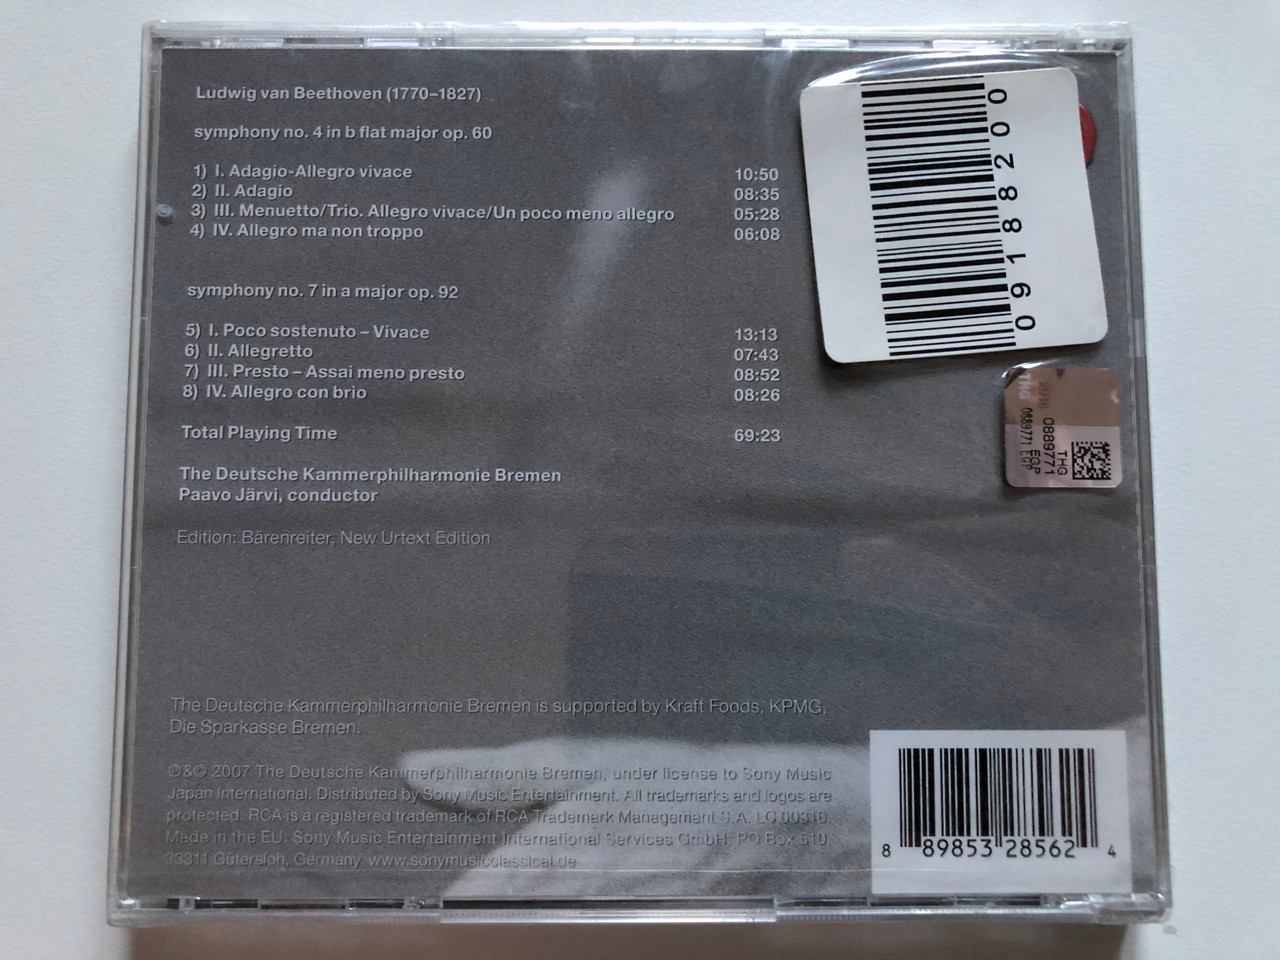 Ludwig van Beethoven (1770–1827)
symphony no. 4 in b flat major op. 60
1) I. Adagio-Allegro vivace 10:50
2) II. Adagio 08:35
3) III. Menuetto/Trio. Allegro vivace/Un poco meno allegro 05:28
4) IV. Allegro ma non troppo 06:08
symphony no. 7 in a major op. 92
5) I. Poco sostenuto – Vivace 13:13
6) II. Allegretto 07:43
7) III. Presto – Assai meno presto 08:52
8) IV. Allegro con brio 08:26
Total Playing Time 69:23
The Deutsche Kammerphilharmonie Bremen
Paavo Järvi, conductor
Edition: Bärenreiter, New Urtext Edition
The Deutsche Kammerphilharmonie Bremen is supported by Kraft Foods, KPMG,
Die Sparkasse Bremen.
℗&© 2007 The Deutsche Kammerphilharmonie Bremen, under license to Sony Music
Japan International. Distributed by Sony Music Entertainment. All trademarks and logos are
protected. RCA is a registered trademark of RCA Trademark Management S.A. LC 00316.
Made in the EU. Sony Music Entertainment International Services GmbH, PO Box 510,
33311 Gütersloh, Germany. www.sonymusicclassical.de
09188200
THG
EGP
0889771
2016
THG
0889771 EGP
8 89853 28562 4